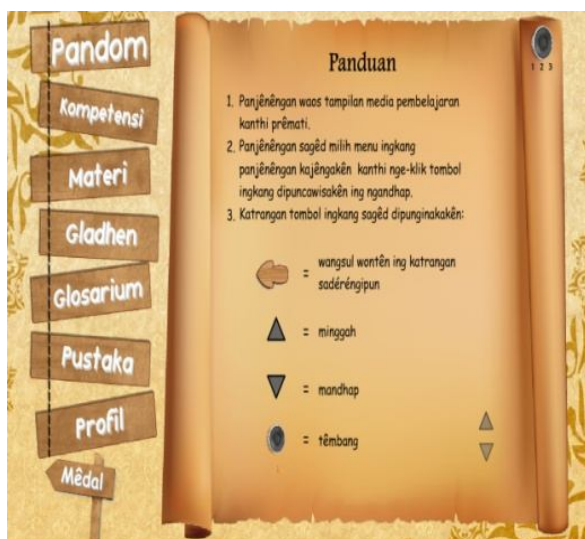 Pandom
Kompetensi
Materi
Gladhen
Glosarium
Pustaka
Profil
Mêdal
Panduan
1. Panjênêngan waos tampilan media pembelajaran
kanthi prêmati.
2. Panjênêngan sagêd milih menu ingkang
panjênêngan kajêngakên kanthi nge-klik tombol
ingkang dipuncawisakên ing ngandhap.
3. Katrangan tombol ingkang sagêd dipunginakakên:
= wangsul wontên ing katrangan
sadéréngipun
= minggah
= mandhap
= têmbang
1 2 3